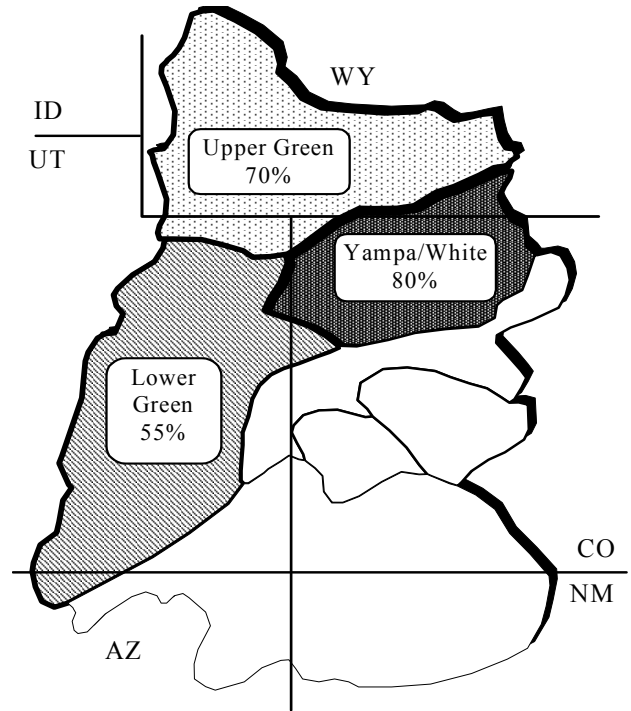 WY
ID
UT
Upper Green
70%
Yampa/White
80%
Lower
Green
55%
CO
NM
AZ